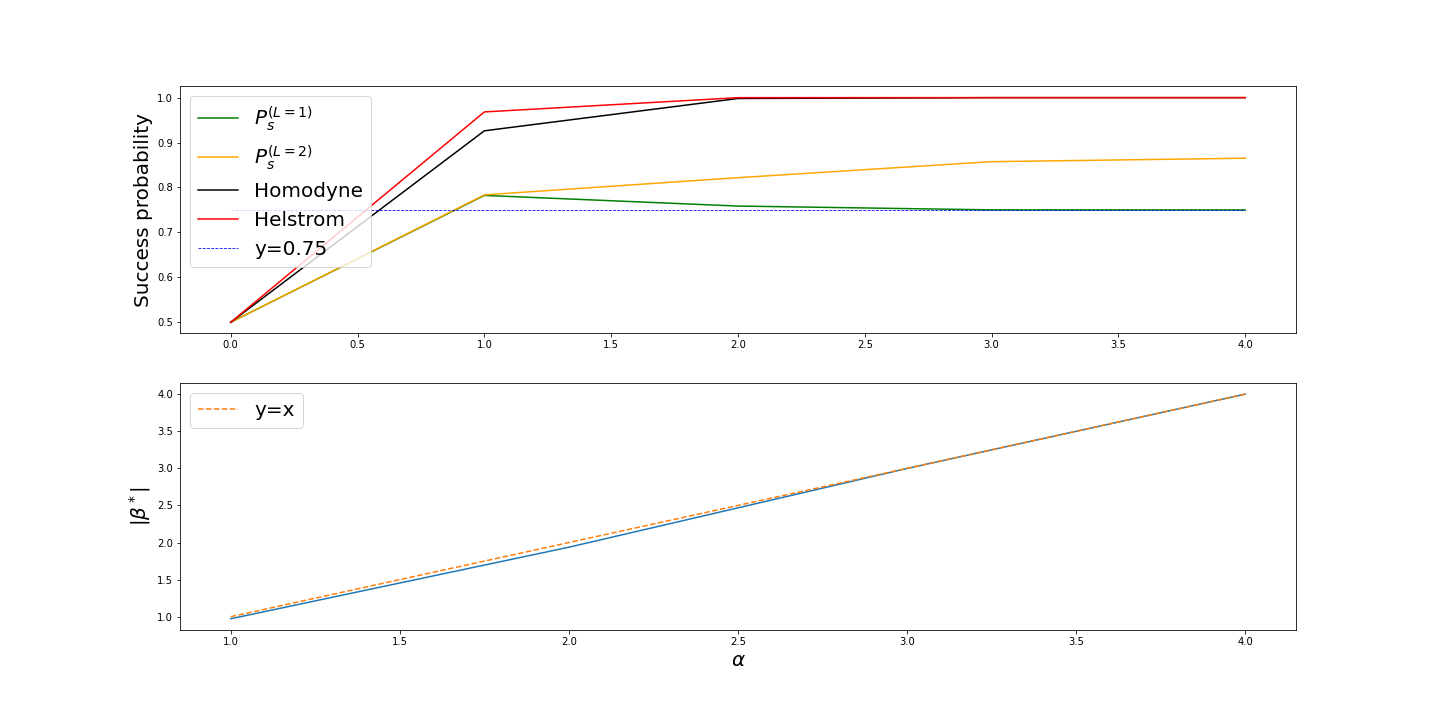 Success probability
1.0
0.9
0.8
0.7
0.6
0.5
P_s^{(L=1)}
P_s^{(L=2)}
Homodyne
Helstrom
y=0.75
0.0 0.5 1.0 1.5 2.0 2.5 3.0 3.5 4.0
|β*|
4.0
3.5
3.0
2.5
2.0
1.5
1.0
y=x
1.0 1.5 2.0 2.5 3.0 3.5 4.0
α